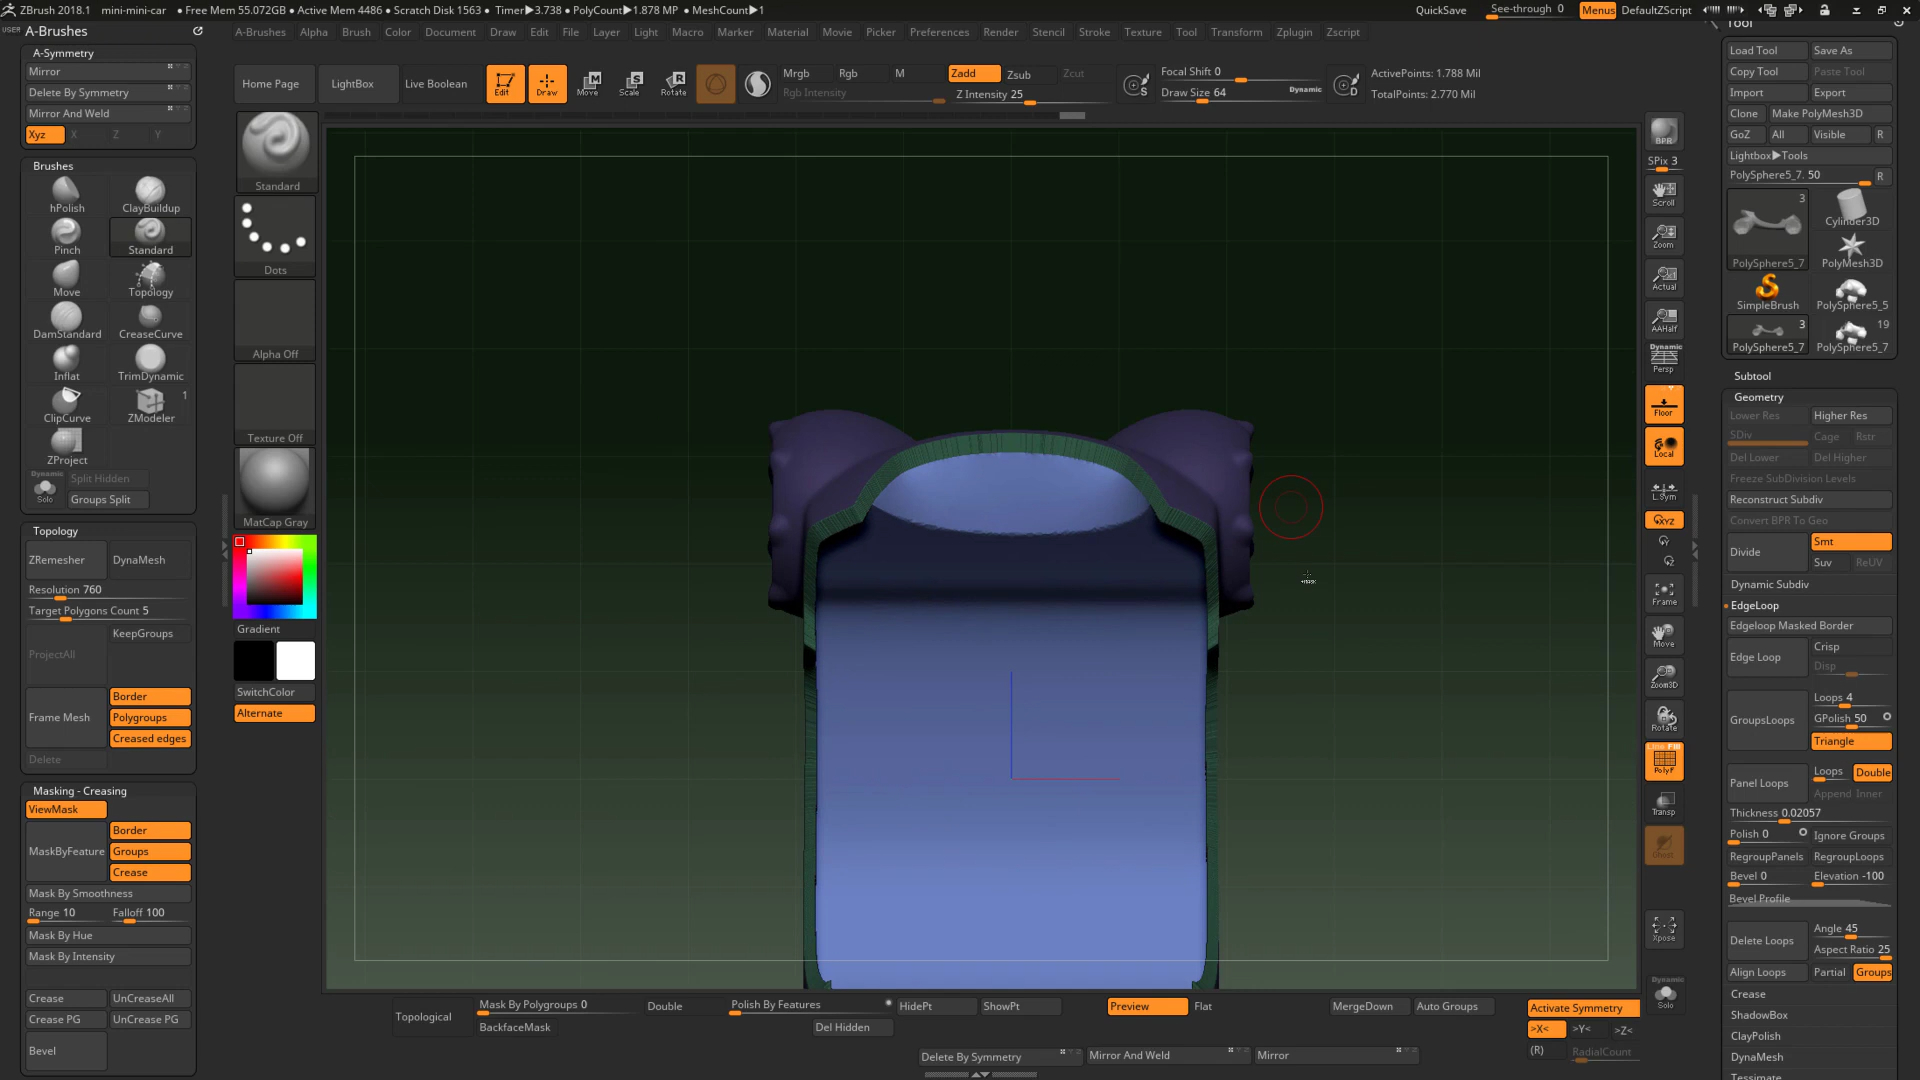 ZBrush 2018.1 mini-mini-car • Free Mem 55.072GB • Active Mem 4486 • Scratch Disk 1563 • Timer▶3.738 • PolyCount▶1.878 MP • MeshCount▶1 QuickSave See-through 0 Menus DefaultZScript
USER A-Brushes
A-Brushes Alpha Brush Color Document Draw Edit File Layer Light Macro Marker Material Movie Picker Preferences Render Stencil Stroke Texture Tool Transform Zplugin Zscript
Tool
A-Symmetry
Mirror
Delete By Symmetry
Mirror And Weld
Xyz X Z Y
Brushes
hPolish ClayBuildup
Pinch Standard
Move Topology
DamStandard CreaseCurve
Inflat TrimDynamic
ClipCurve ZModeler 1
ZProject
Dynamic Split Hidden
Solo Groups Split
Topology
ZRemesher DynaMesh
Resolution 760
Target Polygons Count 5
KeepGroups
ProjectAll
Frame Mesh Border
Polygroups
Creased edges
Delete
Masking - Creasing
ViewMask
MaskByFeature Border
Groups
Crease
Mask By Smoothness
Range 10 Falloff 100
Mask By Hue
Mask By Intensity
Crease UnCreaseAll
Crease PG UnCrease PG
Bevel
Home Page LightBox Live Boolean Edit Draw Move Scale Rotate
Mrgb Rgb M
Rgb Intensity
Zadd Zsub Zcut
Z Intensity 25
Focal Shift 0
Draw Size 64 Dynamic
ActivePoints: 1.788 Mil
TotalPoints: 2.770 Mil
Standard
Dots
Alpha Off
Texture Off
MatCap Gray
Gradient
SwitchColor
Alternate
BPR
SPix 3
Scroll
Zoom
Actual
AAHalf
Dynamic
Persp
Floor
Local
L.Sym
XYZ
Frame
Move
Zoom3D
Rotate
Line Fill
PolyF
Transp
Ghost
Xpose
Dynamic
Solo
Load Tool Save As
Copy Tool Paste Tool
Import Export
Clone Make PolyMesh3D
GoZ All Visible R
Lightbox▶Tools
PolySphere5_7. 50 R
3 Cylinder3D
PolySphere5_7 PolyMesh3D
SimpleBrush PolySphere5_5
3 19
PolySphere5_7 PolySphere5_7
Subtool
Geometry
Lower Res Higher Res
SDiv Cage Rstr
Del Lower Del Higher
Freeze SubDivision Levels
Reconstruct Subdiv
Convert BPR To Geo
Divide Smt
Suv ReUV
Dynamic Subdiv
EdgeLoop
Edgeloop Masked Border
Edge Loop Crisp
Disp
Loops 4
GroupsLoops GPolish 50
Triangle
Panel Loops Loops Double
Append Inner
Thickness 0.02057
Polish 0 Ignore Groups
RegroupPanels RegroupLoops
Bevel 0 Elevation -100
Bevel Profile
Delete Loops Angle 45
Aspect Ratio 25
Align Loops Partial Groups
Crease
ShadowBox
ClayPolish
DynaMesh
Tessimate
Topological Mask By Polygroups 0 Double Polish By Features HidePt ShowPt Preview Flat MergeDown Auto Groups Activate Symmetry
BackfaceMask Del Hidden >X< >Y< >Z<
(R) RadialCount
Delete By Symmetry Mirror And Weld Mirror